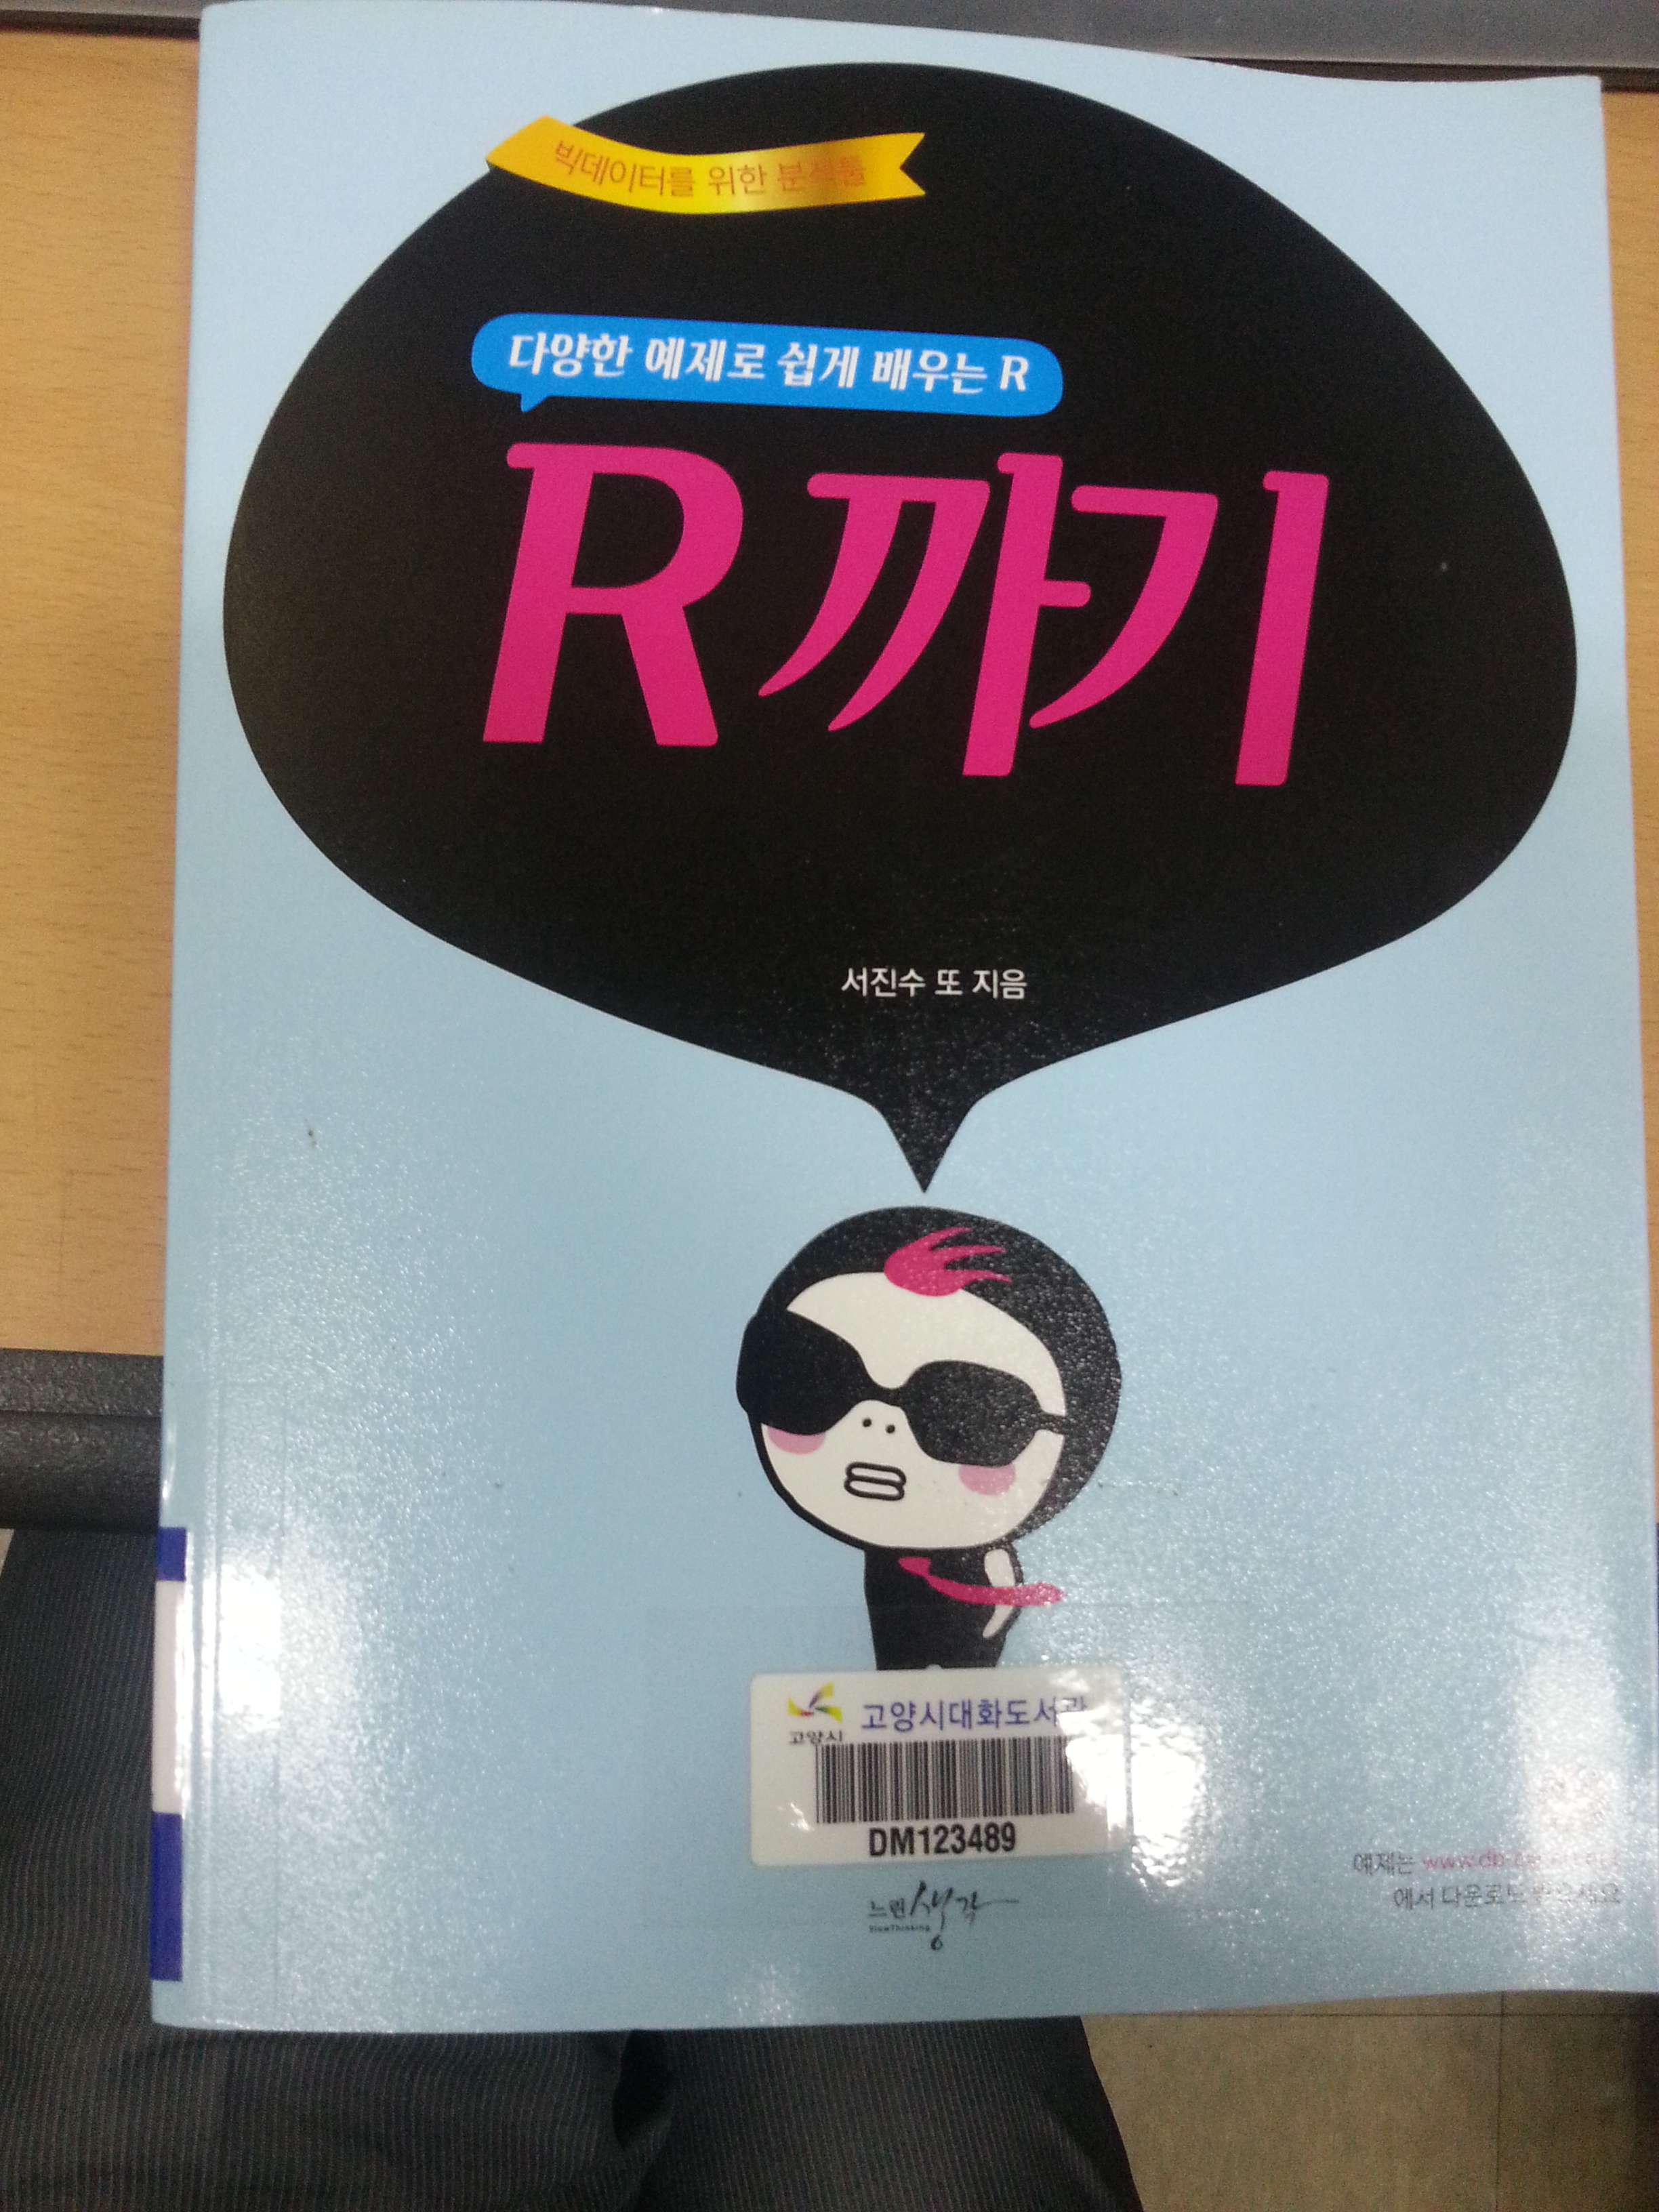 빅데이터를 위한 분석툴
다양한 예제로 쉽게 배우는 R
R까기
서진수 또 지음
고양시 고양시대화도서관
DM123489
느린생각
SlowThinking
예제는
에서 다운로드 받으세요